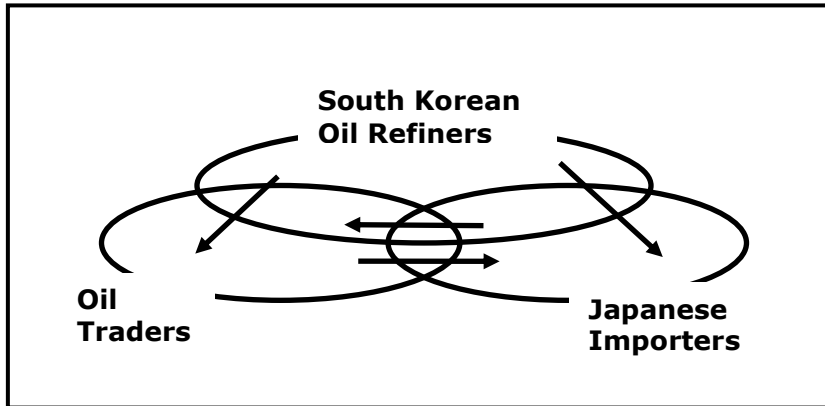 South Korean
Oil Refiners
Oil
Traders
Japanese
Importers